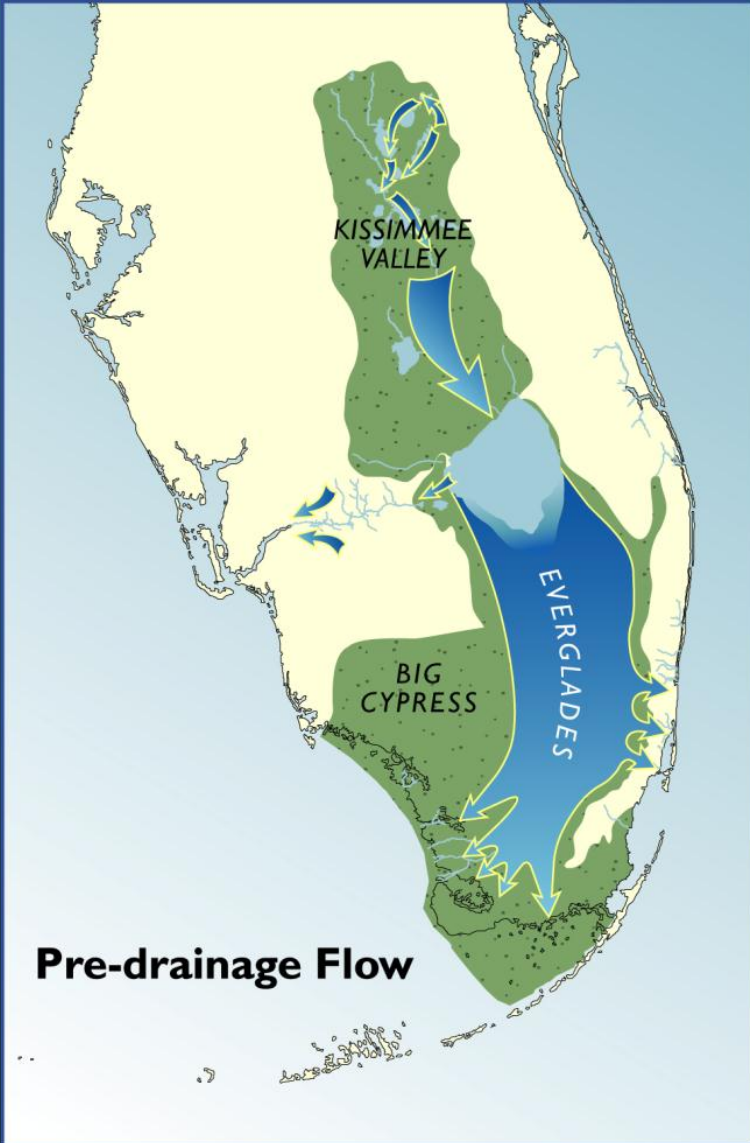 KISSIMMEE
VALLEY
EVERGLADES
BIG
CYPRESS
Pre-drainage Flow